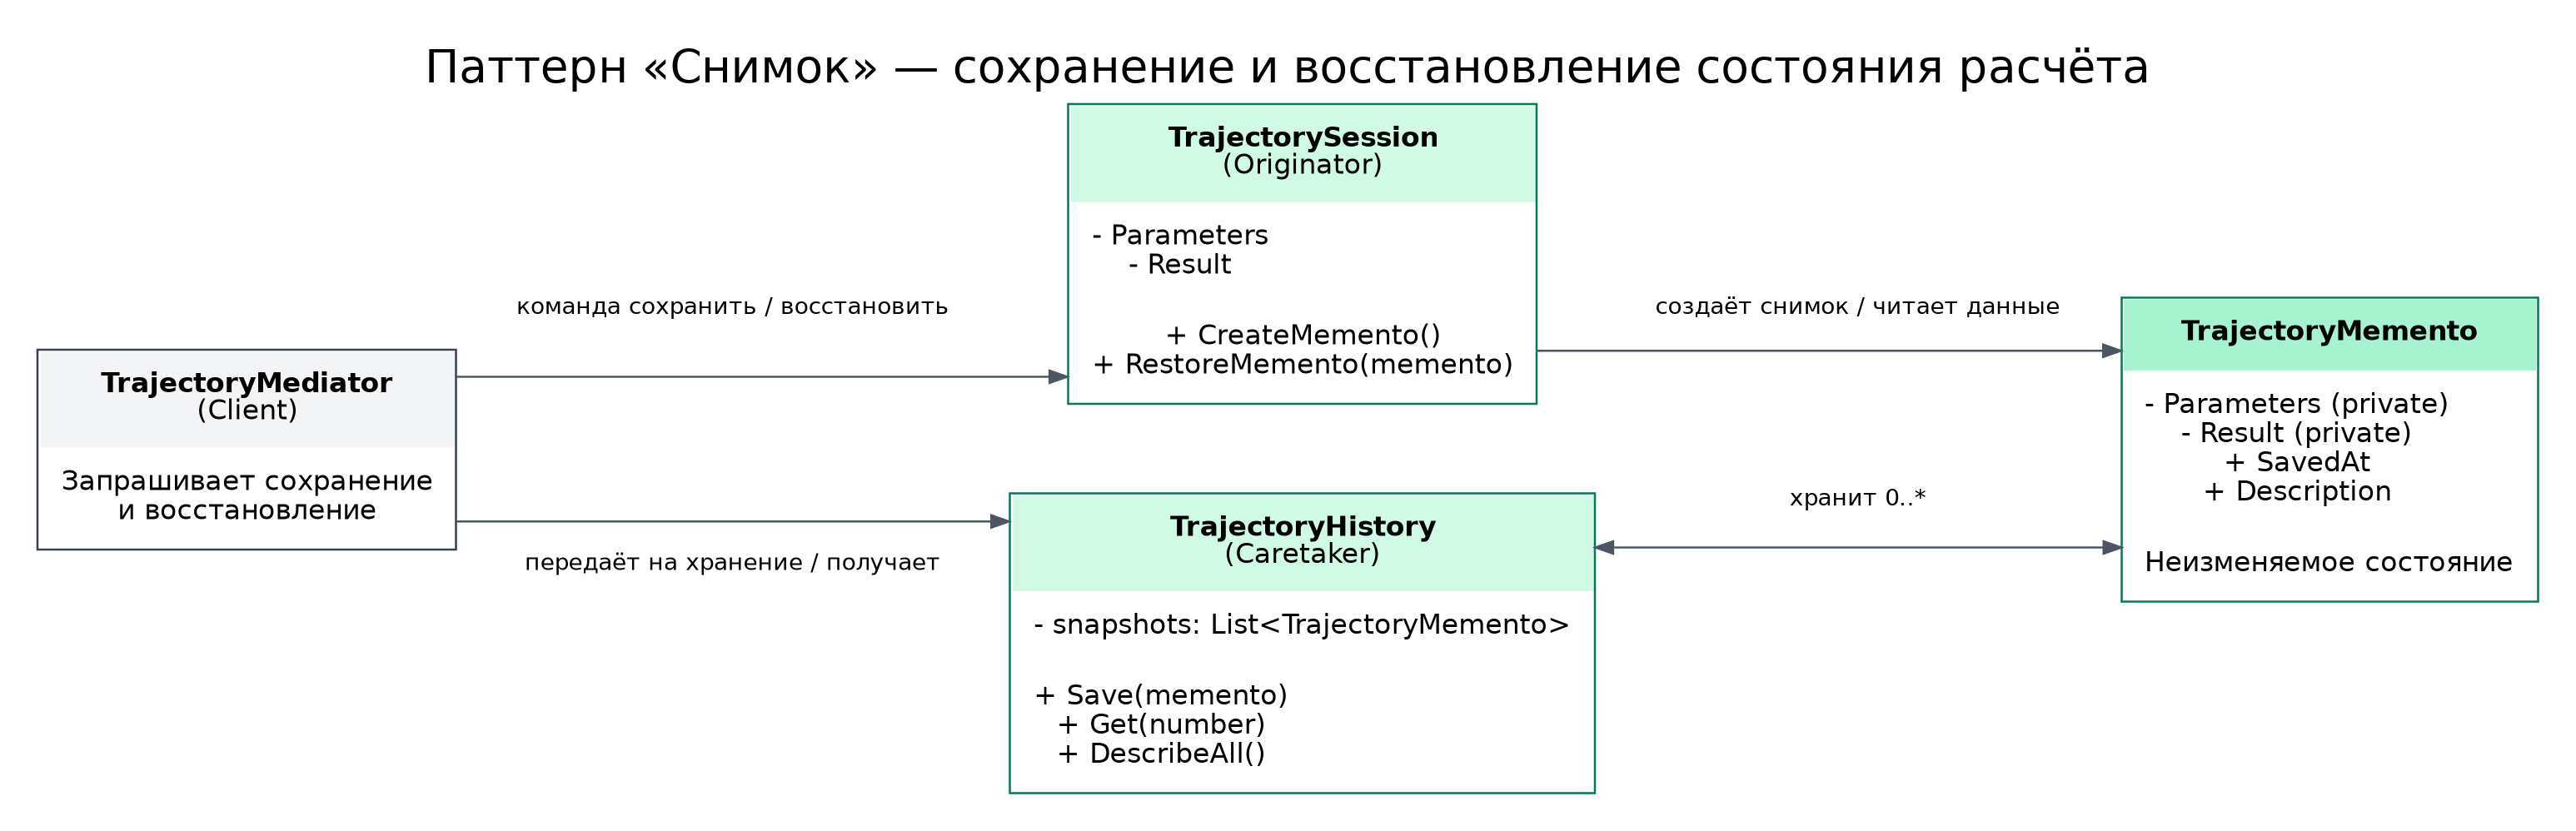 Паттерн «Снимок» — сохранение и восстановление состояния расчёта
TrajectorySession
(Originator)
- Parameters
- Result
+ CreateMemento()
+ RestoreMemento(memento)
команда сохранить / восстановить
создаёт снимок / читает данные
TrajectoryMediator
(Client)
Запрашивает сохранение
и восстановление
TrajectoryMemento
- Parameters (private)
- Result (private)
+ SavedAt
+ Description
Неизменяемое состояние
передаёт на хранение / получает
хранит 0..*
TrajectoryHistory
(Caretaker)
- snapshots: List<TrajectoryMemento>
+ Save(memento)
+ Get(number)
+ DescribeAll()